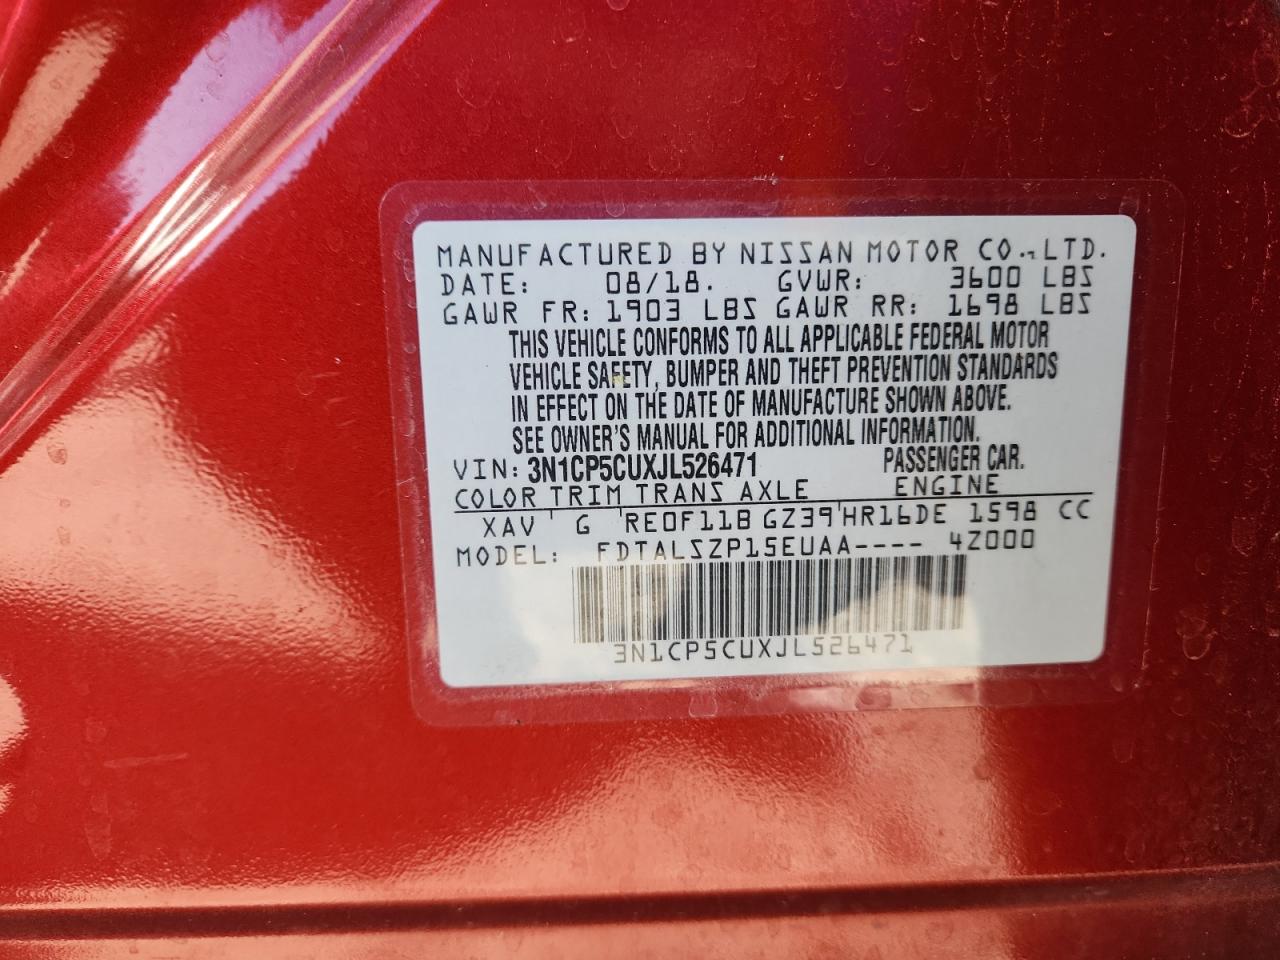 MANUFACTURED BY NISSAN MOTOR CO.,LTD.
DATE: 08/18. GVWR: 3600 LBS
GAWR FR: 1903 LBS GAWR RR: 1698 LBS
THIS VEHICLE CONFORMS TO ALL APPLICABLE FEDERAL MOTOR
VEHICLE SAFETY, BUMPER AND THEFT PREVENTION STANDARDS
IN EFFECT ON THE DATE OF MANUFACTURE SHOWN ABOVE.
SEE OWNER'S MANUAL FOR ADDITIONAL INFORMATION.
VIN: 3N1CP5CUXJL526471 PASSENGER CAR.
COLOR TRIM TRANS AXLE ENGINE
XAV G RE0F11B GZ39 HR16DE 1598 CC
MODEL: FDTALSZP15EUAA---- 4Z000
3N1CP5CUXJL526471